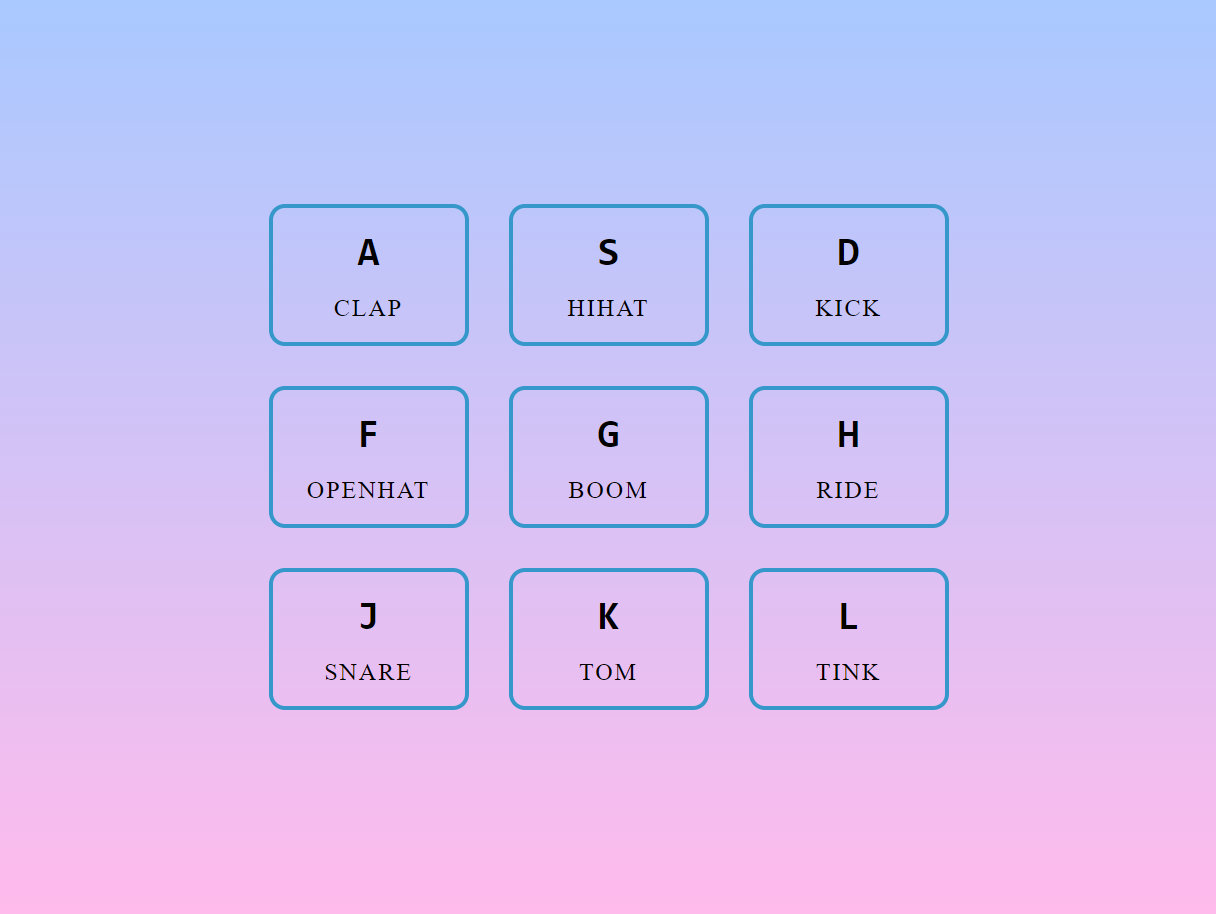 A
CLAP
S
HIHAT
D
KICK
F
OPENHAT
G
BOOM
H
RIDE
J
SNARE
K
TOM
L
TINK